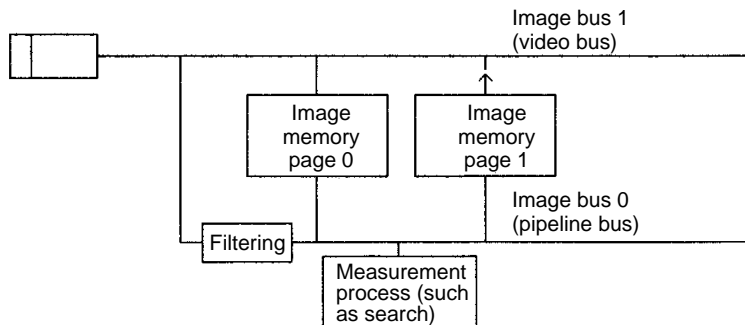 Image bus 1
(video bus)
Image
memory
page 0
Image
memory
page 1
Image bus 0
(pipeline bus)
Filtering
Measurement
process (such
as search)